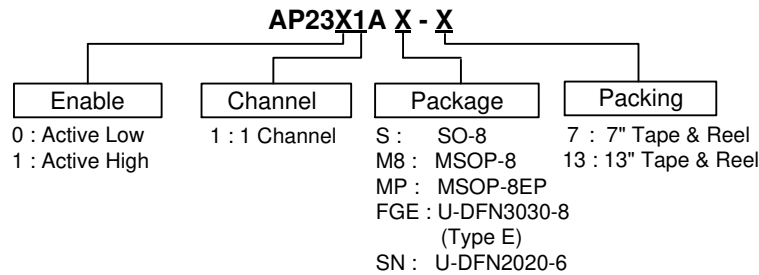 AP23X1A X - X
Enable
Channel
Package
Packing
0 : Active Low
1 : Active High
1 : 1 Channel
S : SO-8
M8 : MSOP-8
MP : MSOP-8EP
FGE : U-DFN3030-8
(Type E)
SN : U-DFN2020-6
7 : 7" Tape & Reel
13 : 13" Tape & Reel